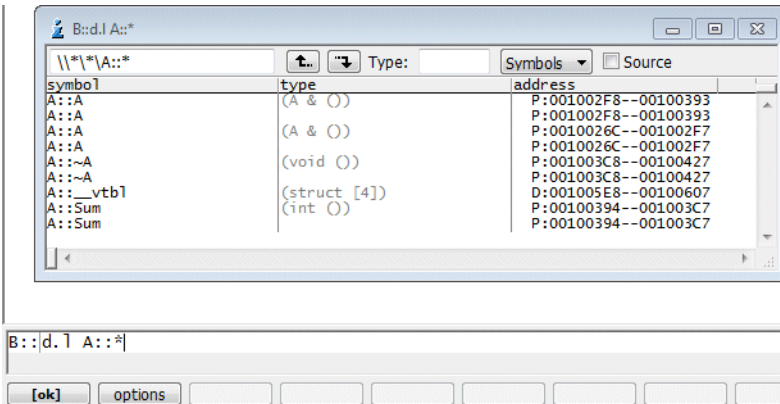 B::d.l A::*
\\*\*\A::* t.. Type: Symbols Source
symbol type address
A::A (A & ()) P:001002F8--00100393
A::A P:001002F8--00100393
A::A (A & ()) P:0010026C--001002F7
A::A P:0010026C--001002F7
A::~A (void ()) P:001003C8--00100427
A::~A P:001003C8--00100427
A::__vtbl (struct [4]) D:001005E8--00100607
A::Sum (int ()) P:00100394--001003C7
A::Sum P:00100394--001003C7
B::d.l A::*
[ok] options